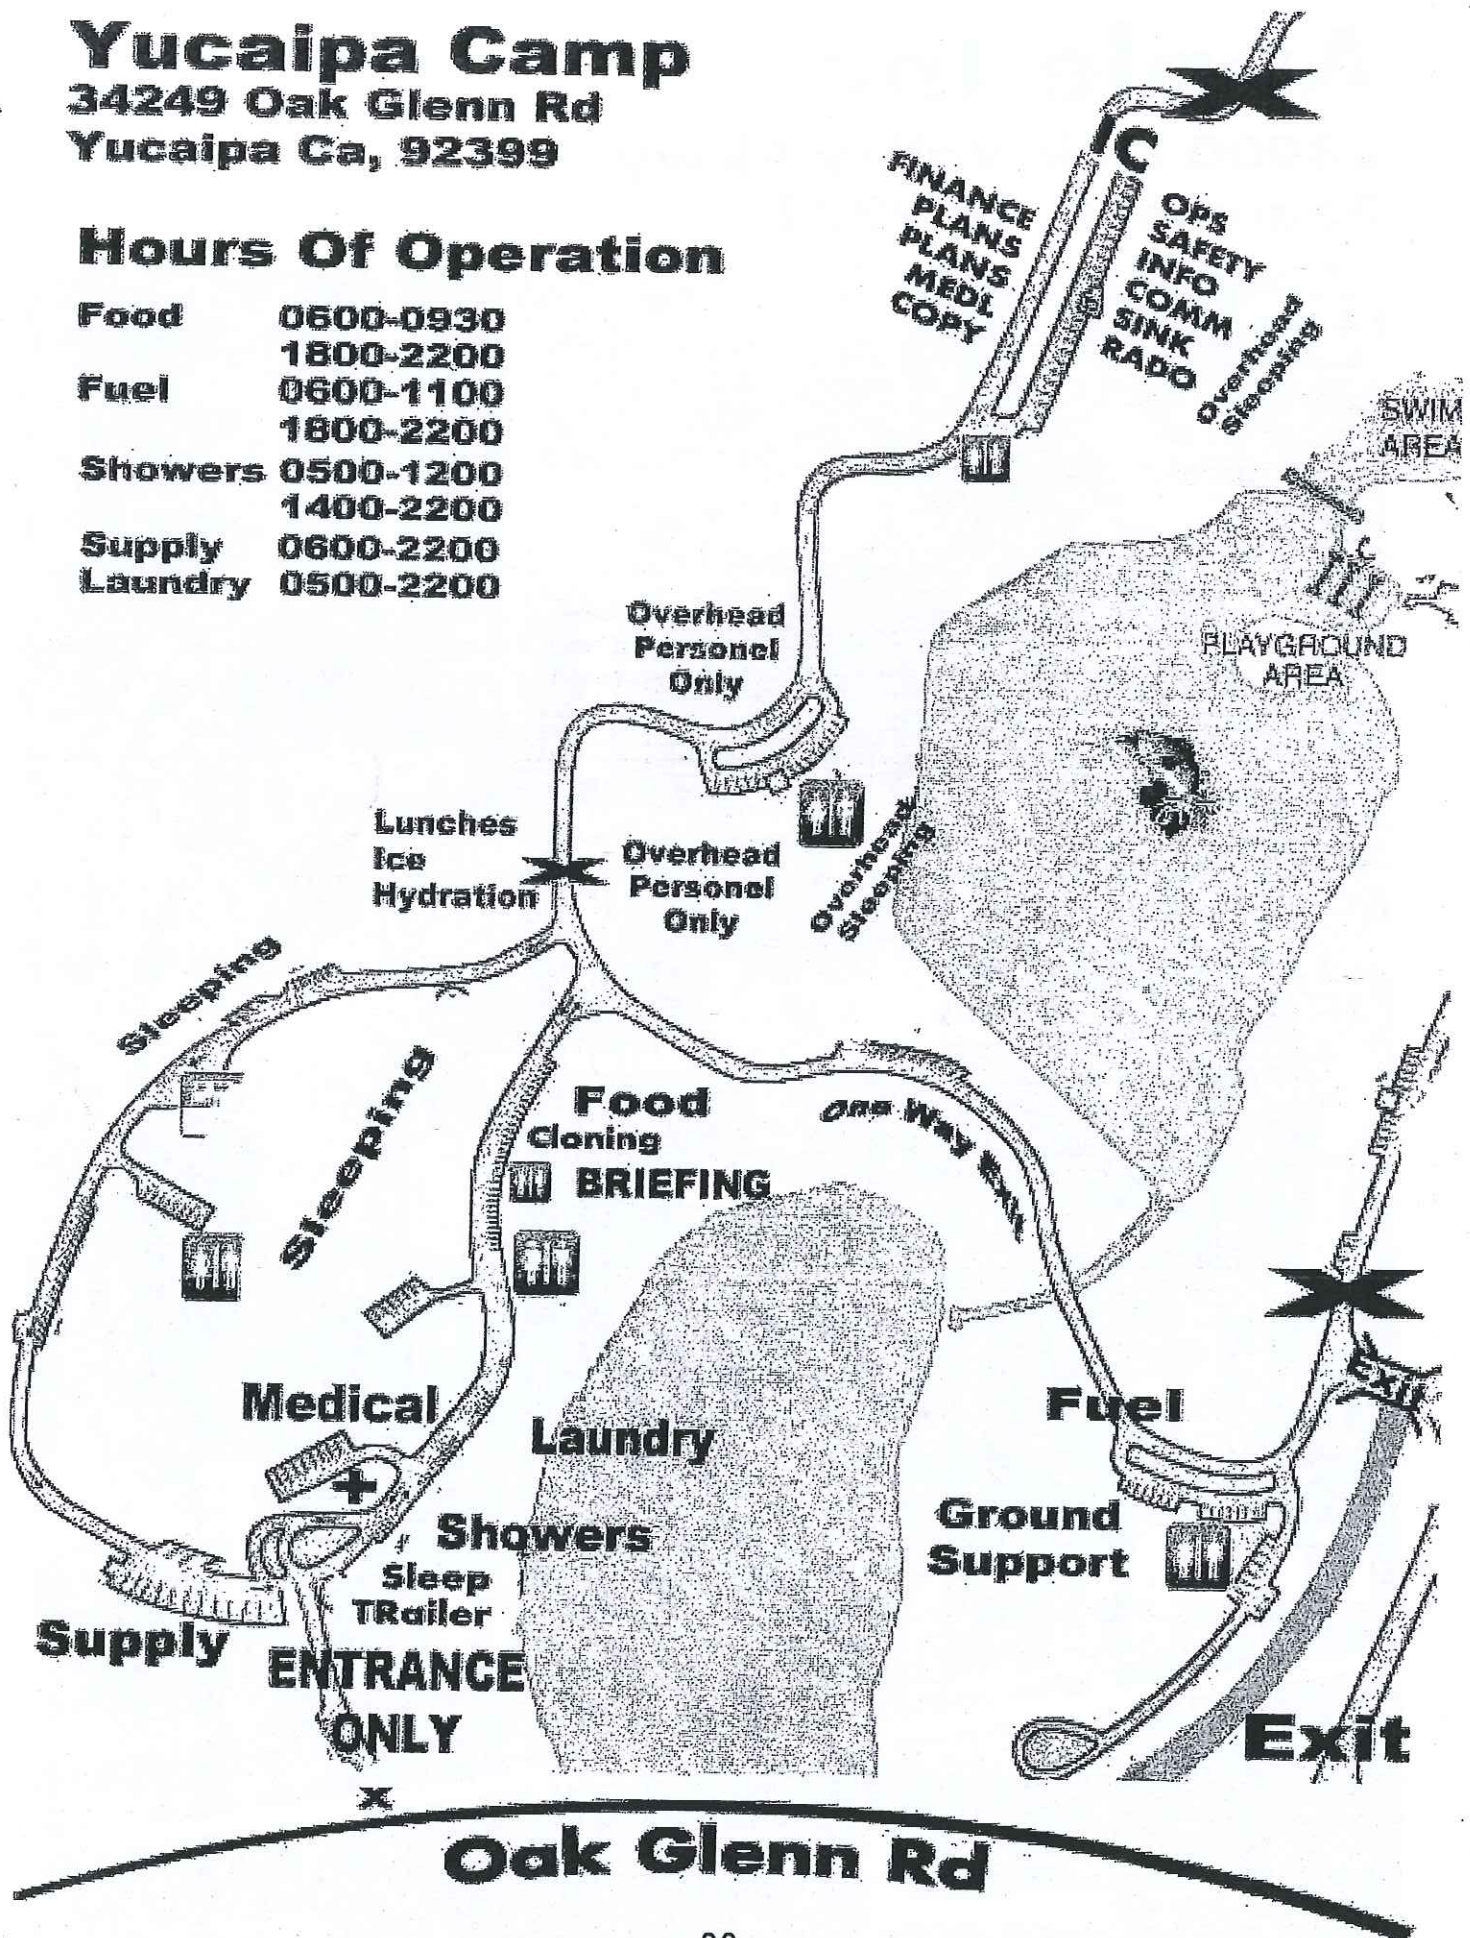 Yucaipa Camp
34249 Oak Glenn Rd
Yucaipa Ca, 92399
Hours Of Operation
Food 0600-0930
1800-2200
Fuel 0600-1100
1800-2200
Showers 0500-1200
1400-2200
Supply 0600-2200
Laundry 0500-2200
IC
FINANCE
PLANS
PLANS
MEDL
COPY
OPS
SAFETY
INFO
COMM
SINK
RADO
Overhead
Sleeping
SWIM
AREA
PLAYGROUND
AREA
Overhead
Personel
Only
Lunches
Ice
Hydration
Overhead
Personel
Only
Overhead
Sleeping
Sleeping
Sleeping
Food
Cloning
BRIEFING
One Way Exit
Exit
Medical
Laundry
Fuel
Showers
Sleep
TRailer
Ground
Support
Supply
ENTRANCE
ONLY
Exit
x
Oak Glenn Rd